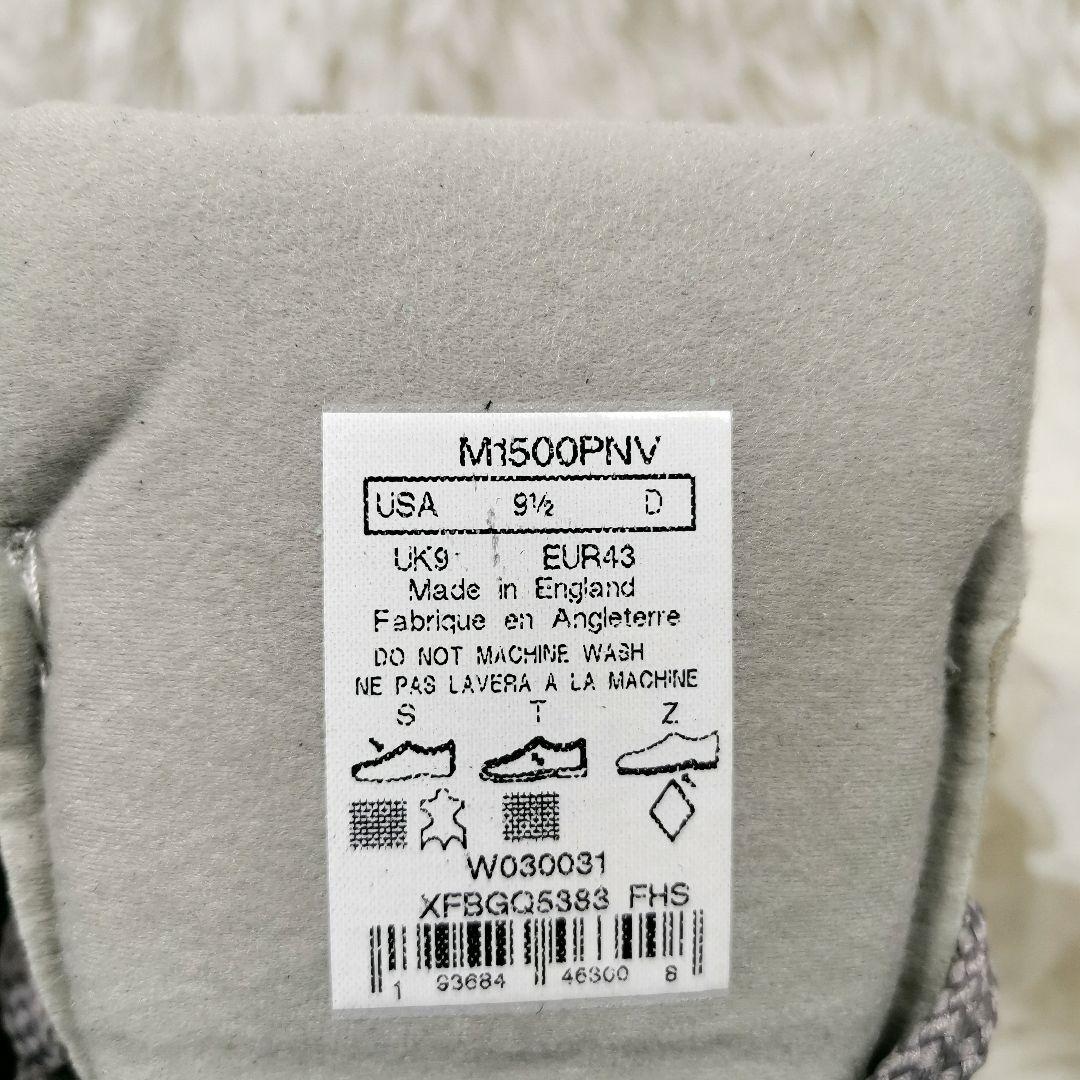 M1500PNV
USA 9½ D
UK9 EUR43
Made in England
Fabrique en Angleterre
DO NOT MACHINE WASH
NE PAS LAVERA A LA MACHINE
S T Z
W030031
XFBGQ5383 FHS
1 93684 46300 8